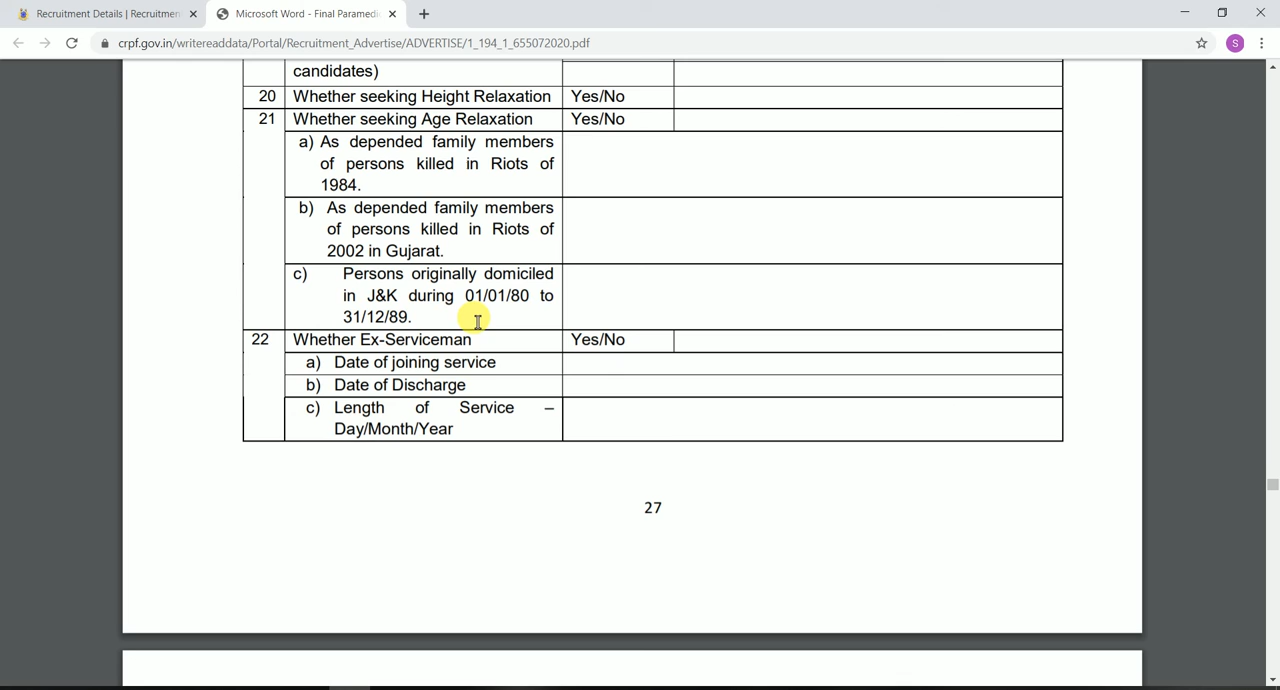 Recruitment Details | Recruitmen
Microsoft Word - Final Paramedi
crpf.gov.in/writereaddata/Portal/Recruitment_Advertise/ADVERTISE/1_194_1_655072020.pdf
S
candidates)
20 Whether seeking Height Relaxation Yes/No
21 Whether seeking Age Relaxation Yes/No
a) As depended family members
of persons killed in Riots of
1984.
b) As depended family members
of persons killed in Riots of
2002 in Gujarat.
c) Persons originally domiciled
in J&K during 01/01/80 to
31/12/89.
22 Whether Ex-Serviceman Yes/No
a) Date of joining service
b) Date of Discharge
c) Length of Service –
Day/Month/Year
27